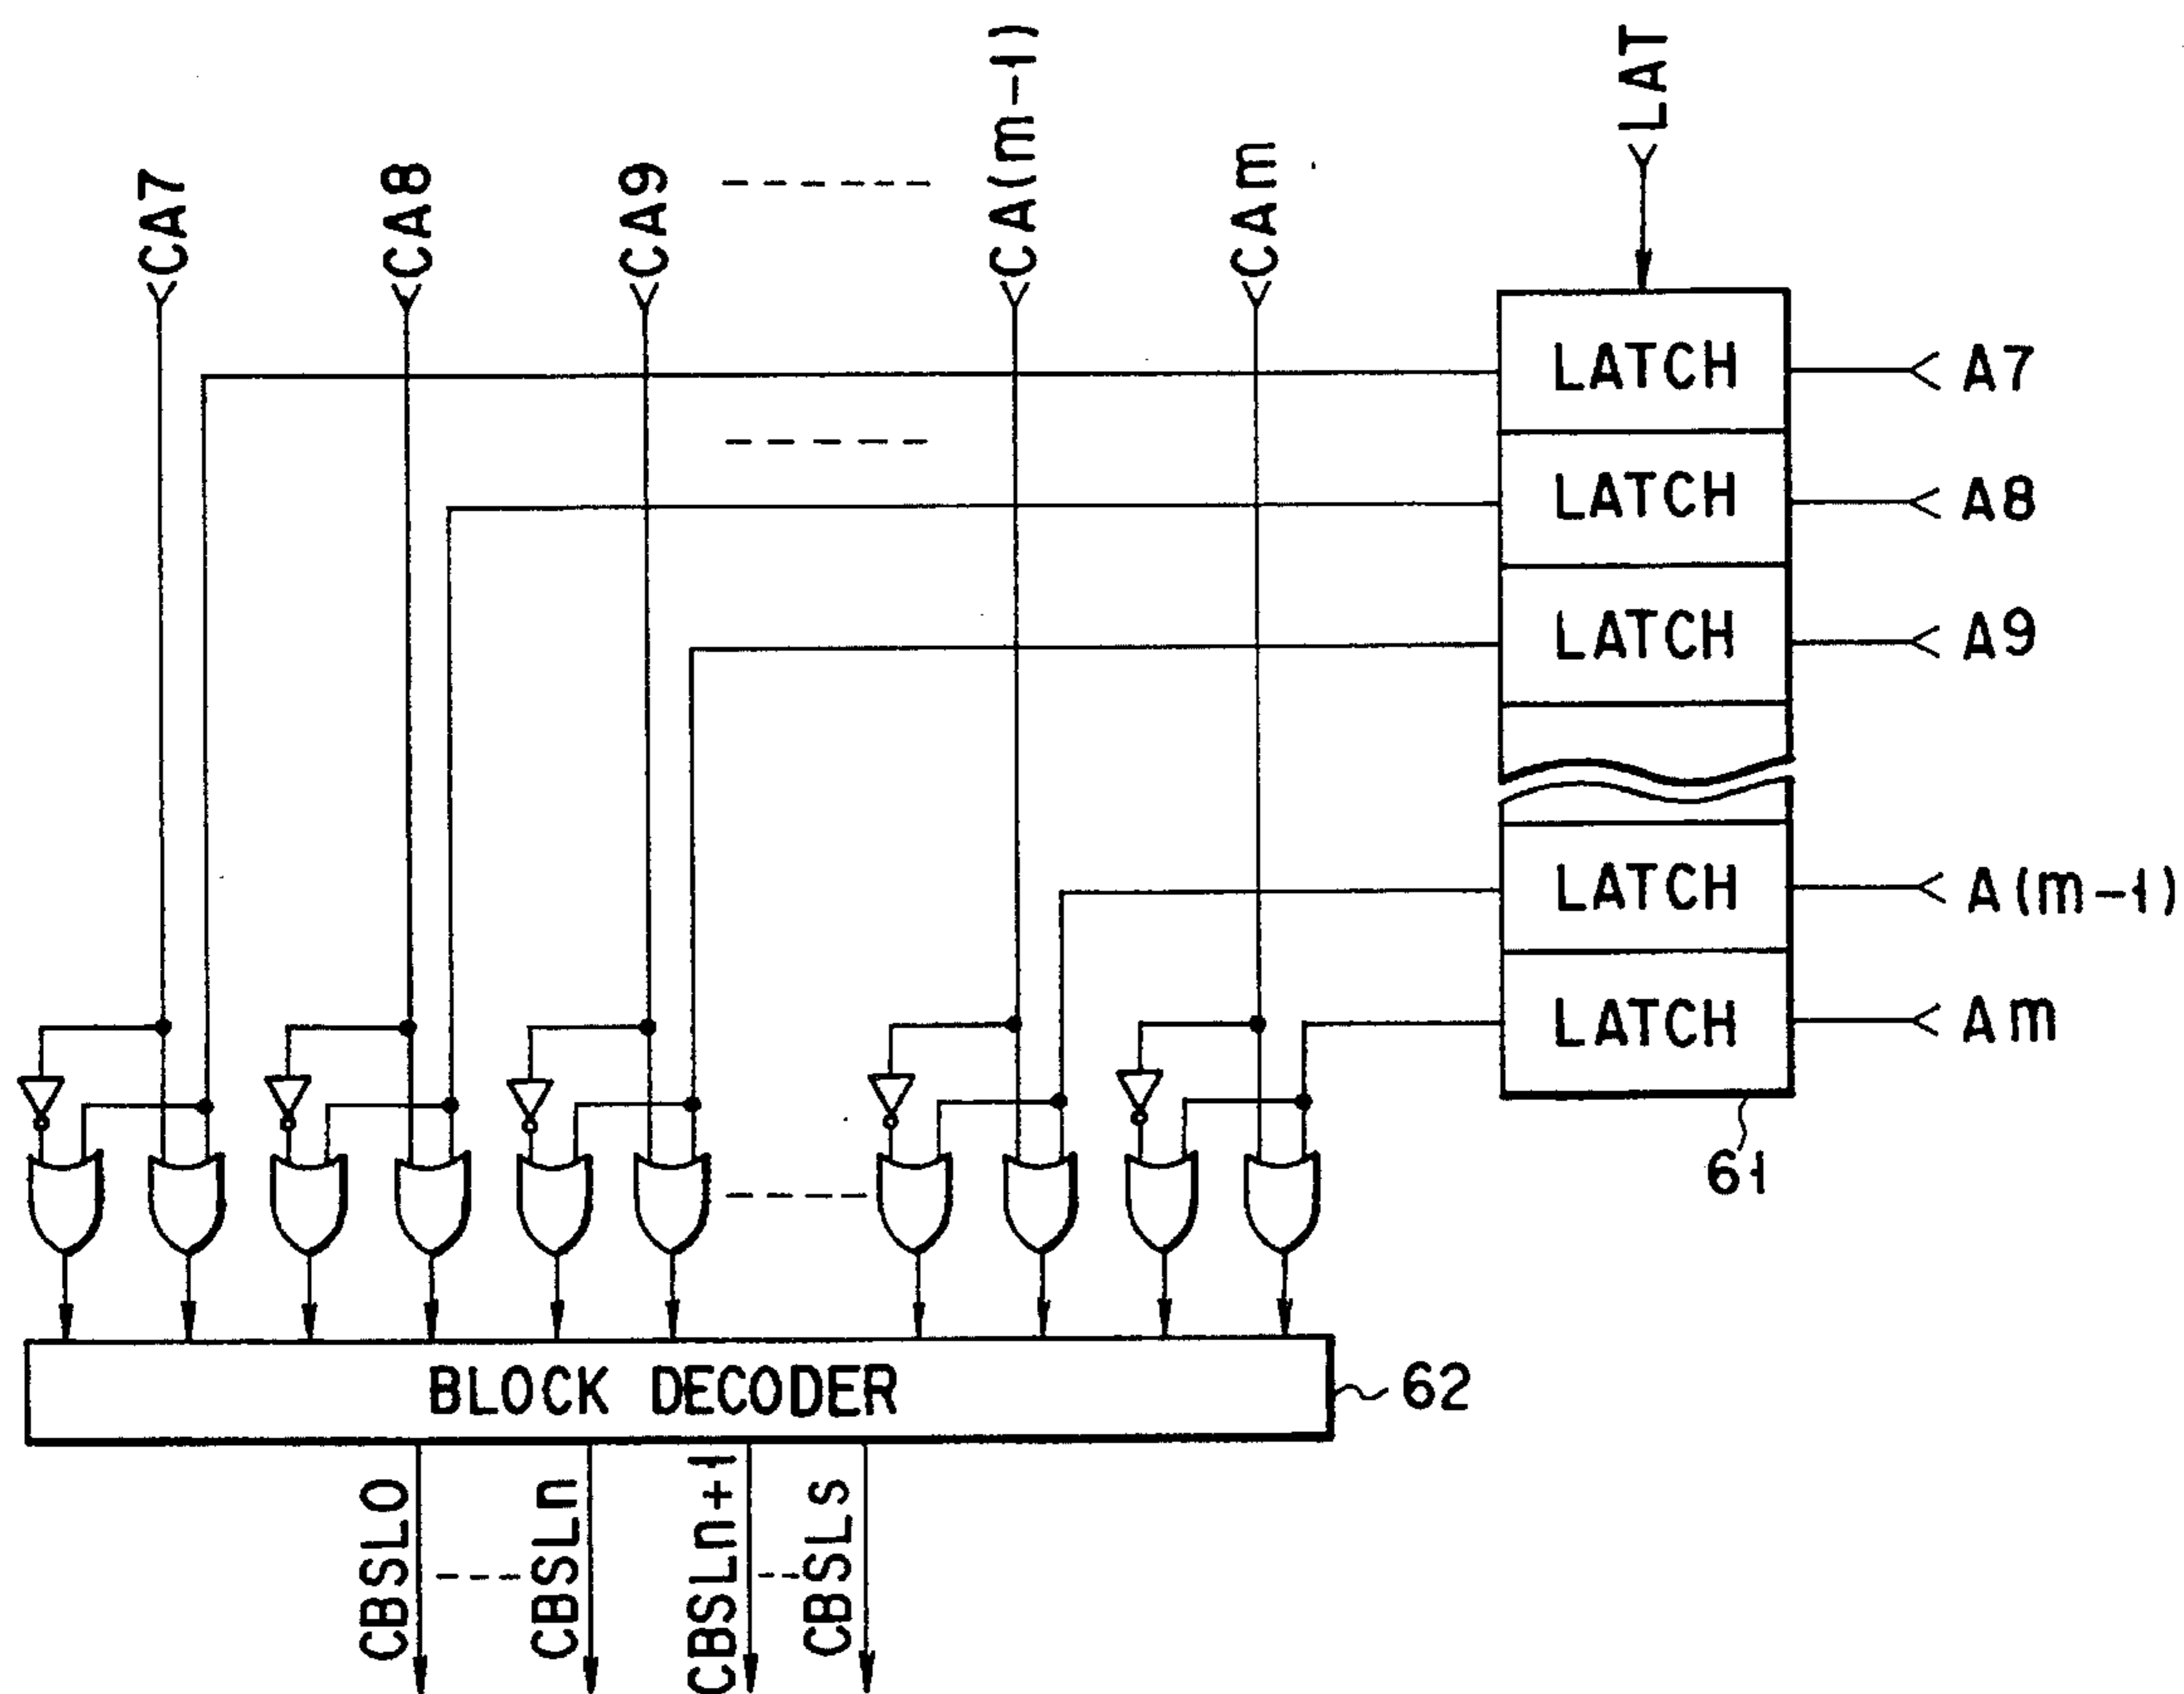 CA7
CA8
CA9
CA(m-1)
CAm
LAT
LATCH
A7
LATCH
A8
LATCH
A9
LATCH
A(m-1)
LATCH
Am
61
BLOCK DECODER
62
CBSL0
CBSLn
CBSLn+1
CBSLs